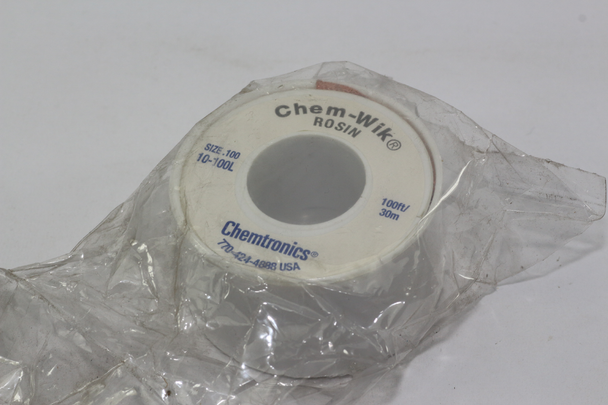 Chem-Wik®
ROSIN
SIZE .100
10-100L
100ft/
30m
Chemtronics®
770-424-4888 USA